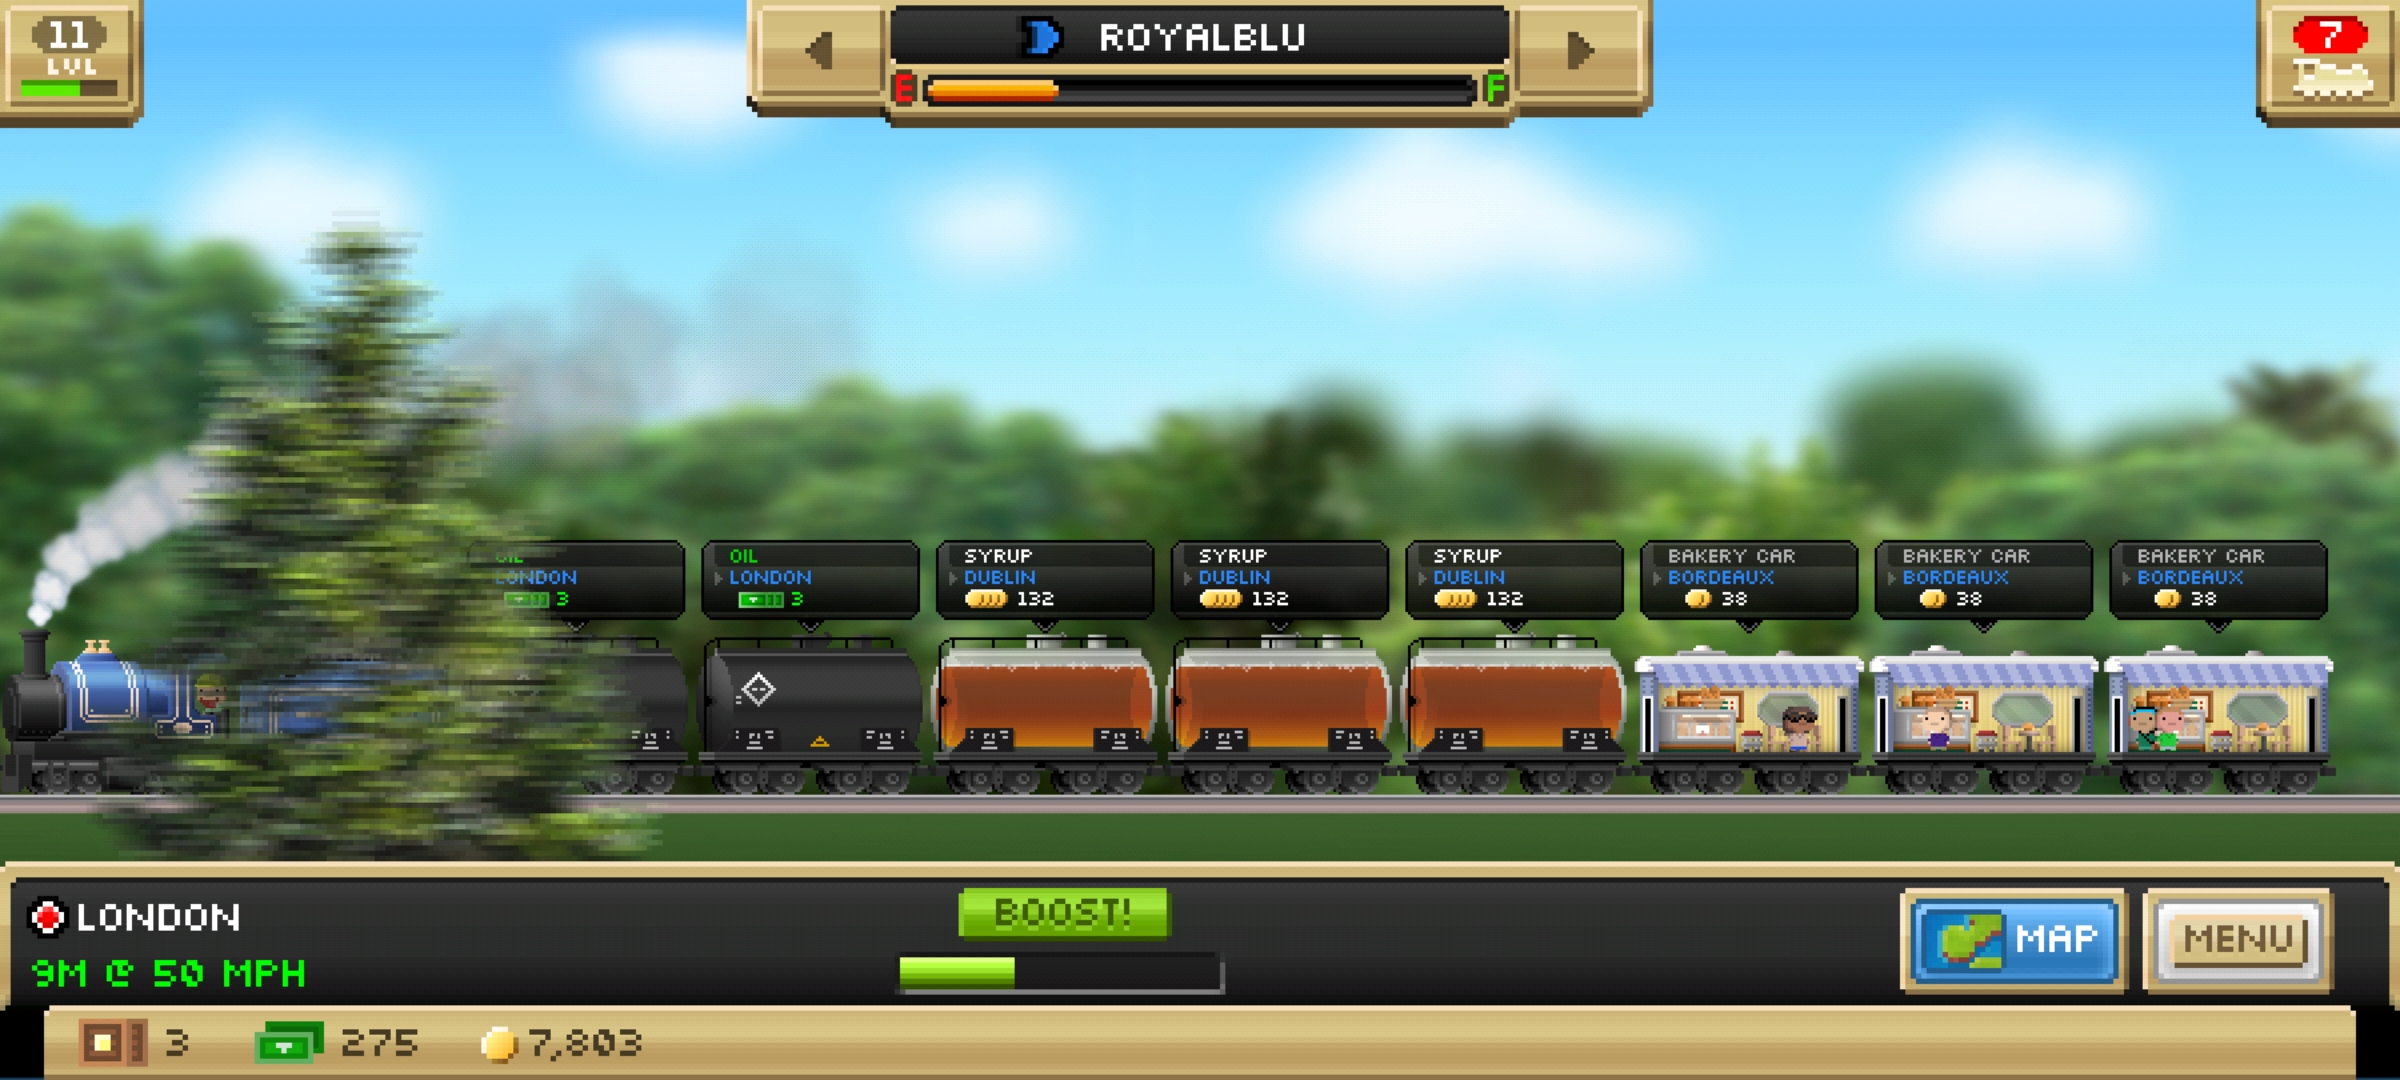 11
LVL
ROYALBLU
E
F
7
OIL
LONDON
3
OIL
LONDON
3
SYRUP
DUBLIN
132
SYRUP
DUBLIN
132
SYRUP
DUBLIN
132
BAKERY CAR
BORDEAUX
38
BAKERY CAR
BORDEAUX
38
BAKERY CAR
BORDEAUX
38
LONDON
9M @ 50 MPH
BOOST!
MAP
MENU
3
275
7,803